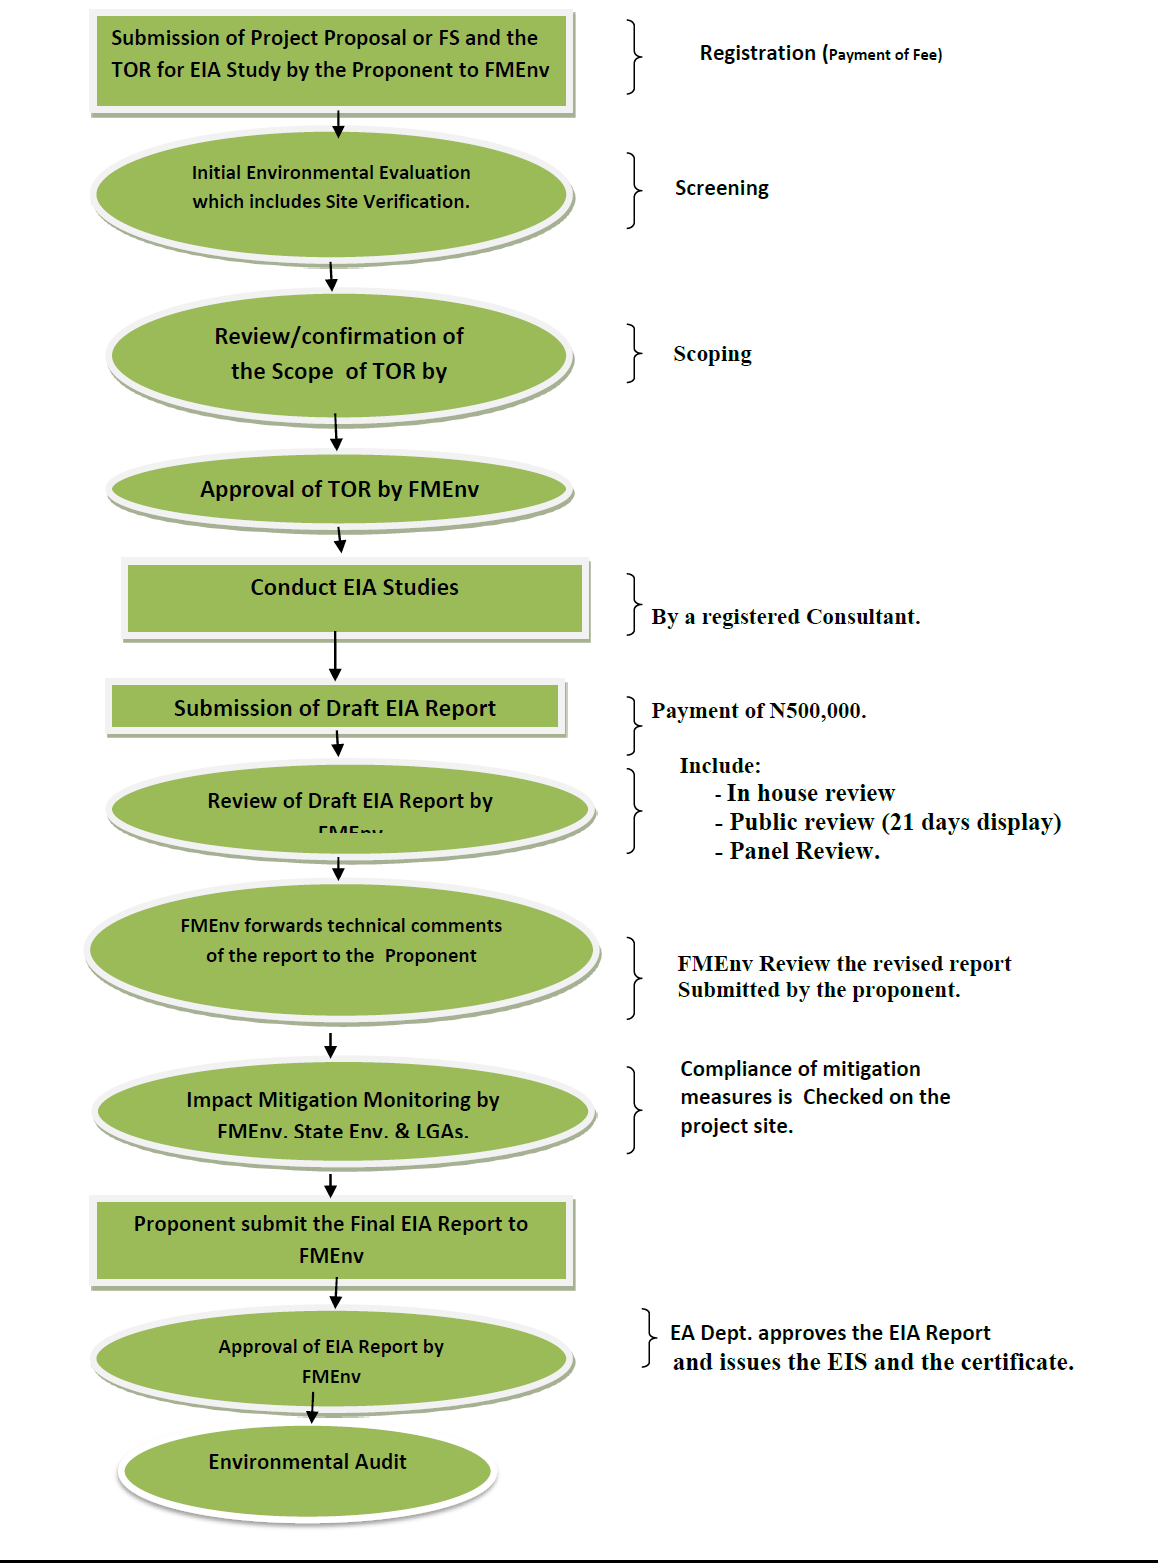 Submission of Project Proposal or FS and the
TOR for EIA Study by the Proponent to FMEnv
Registration (Payment of Fee)
Initial Environmental Evaluation
which includes Site Verification.
Screening
Review/confirmation of
the Scope of TOR by
Scoping
Approval of TOR by FMEnv
Conduct EIA Studies
By a registered Consultant.
Submission of Draft EIA Report
Payment of N500,000.
Review of Draft EIA Report by
FMEnv
Include:
- In house review
- Public review (21 days display)
- Panel Review.
FMEnv forwards technical comments
of the report to the Proponent
FMEnv Review the revised report
Submitted by the proponent.
Impact Mitigation Monitoring by
FMEnv, State Env. & LGAs.
Compliance of mitigation
measures is Checked on the
project site.
Proponent submit the Final EIA Report to
FMEnv
Approval of EIA Report by
FMEnv
EA Dept. approves the EIA Report
and issues the EIS and the certificate.
Environmental Audit